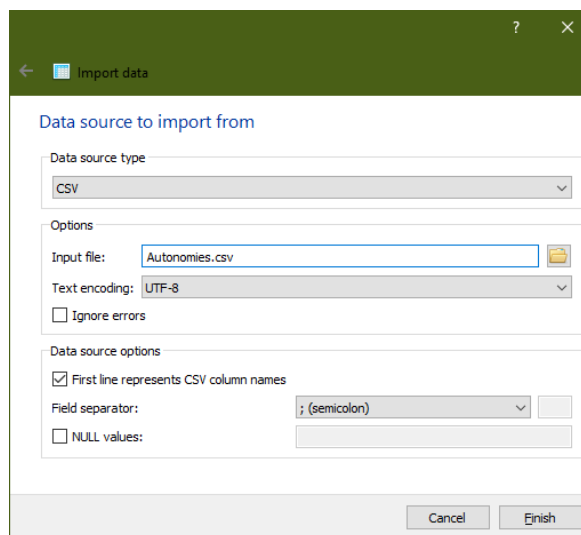 ?
Import data
Data source to import from
Data source type
CSV
Options
Input file: Autonomies.csv
Text encoding: UTF-8
Ignore errors
Data source options
First line represents CSV column names
Field separator: ; (semicolon)
NULL values:
Cancel Finish